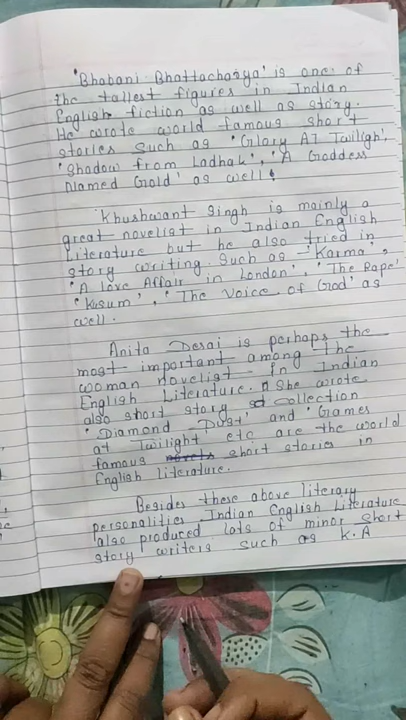 'Bhabani Bhattacharya' is one of
the tallest figures in Indian
English fiction as well as story.
He wrote world famous short
stories such as 'Glory At Twiligh',
'Shadow from Ladhak', 'A Goddess
Named Gold' as well.
Khushwant Singh is mainly a
great novelist in Indian English
Literature but he also tried in
story writing. Such as 'Karma',
'A love Affair in London', 'The Rape'
'Kusum', 'The Voice of God' as
well.
Anita Desai is perhaps the
most important among the
woman novelist in Indian
English Literature. She wrote
also short story collection
'Diamond Dust' and 'Games
at Twilight' etc are the world
famous short stories in
English literature.
Besides these above literary
personalities Indian English Literature
also produced lots of minor short
story writers such as K.A